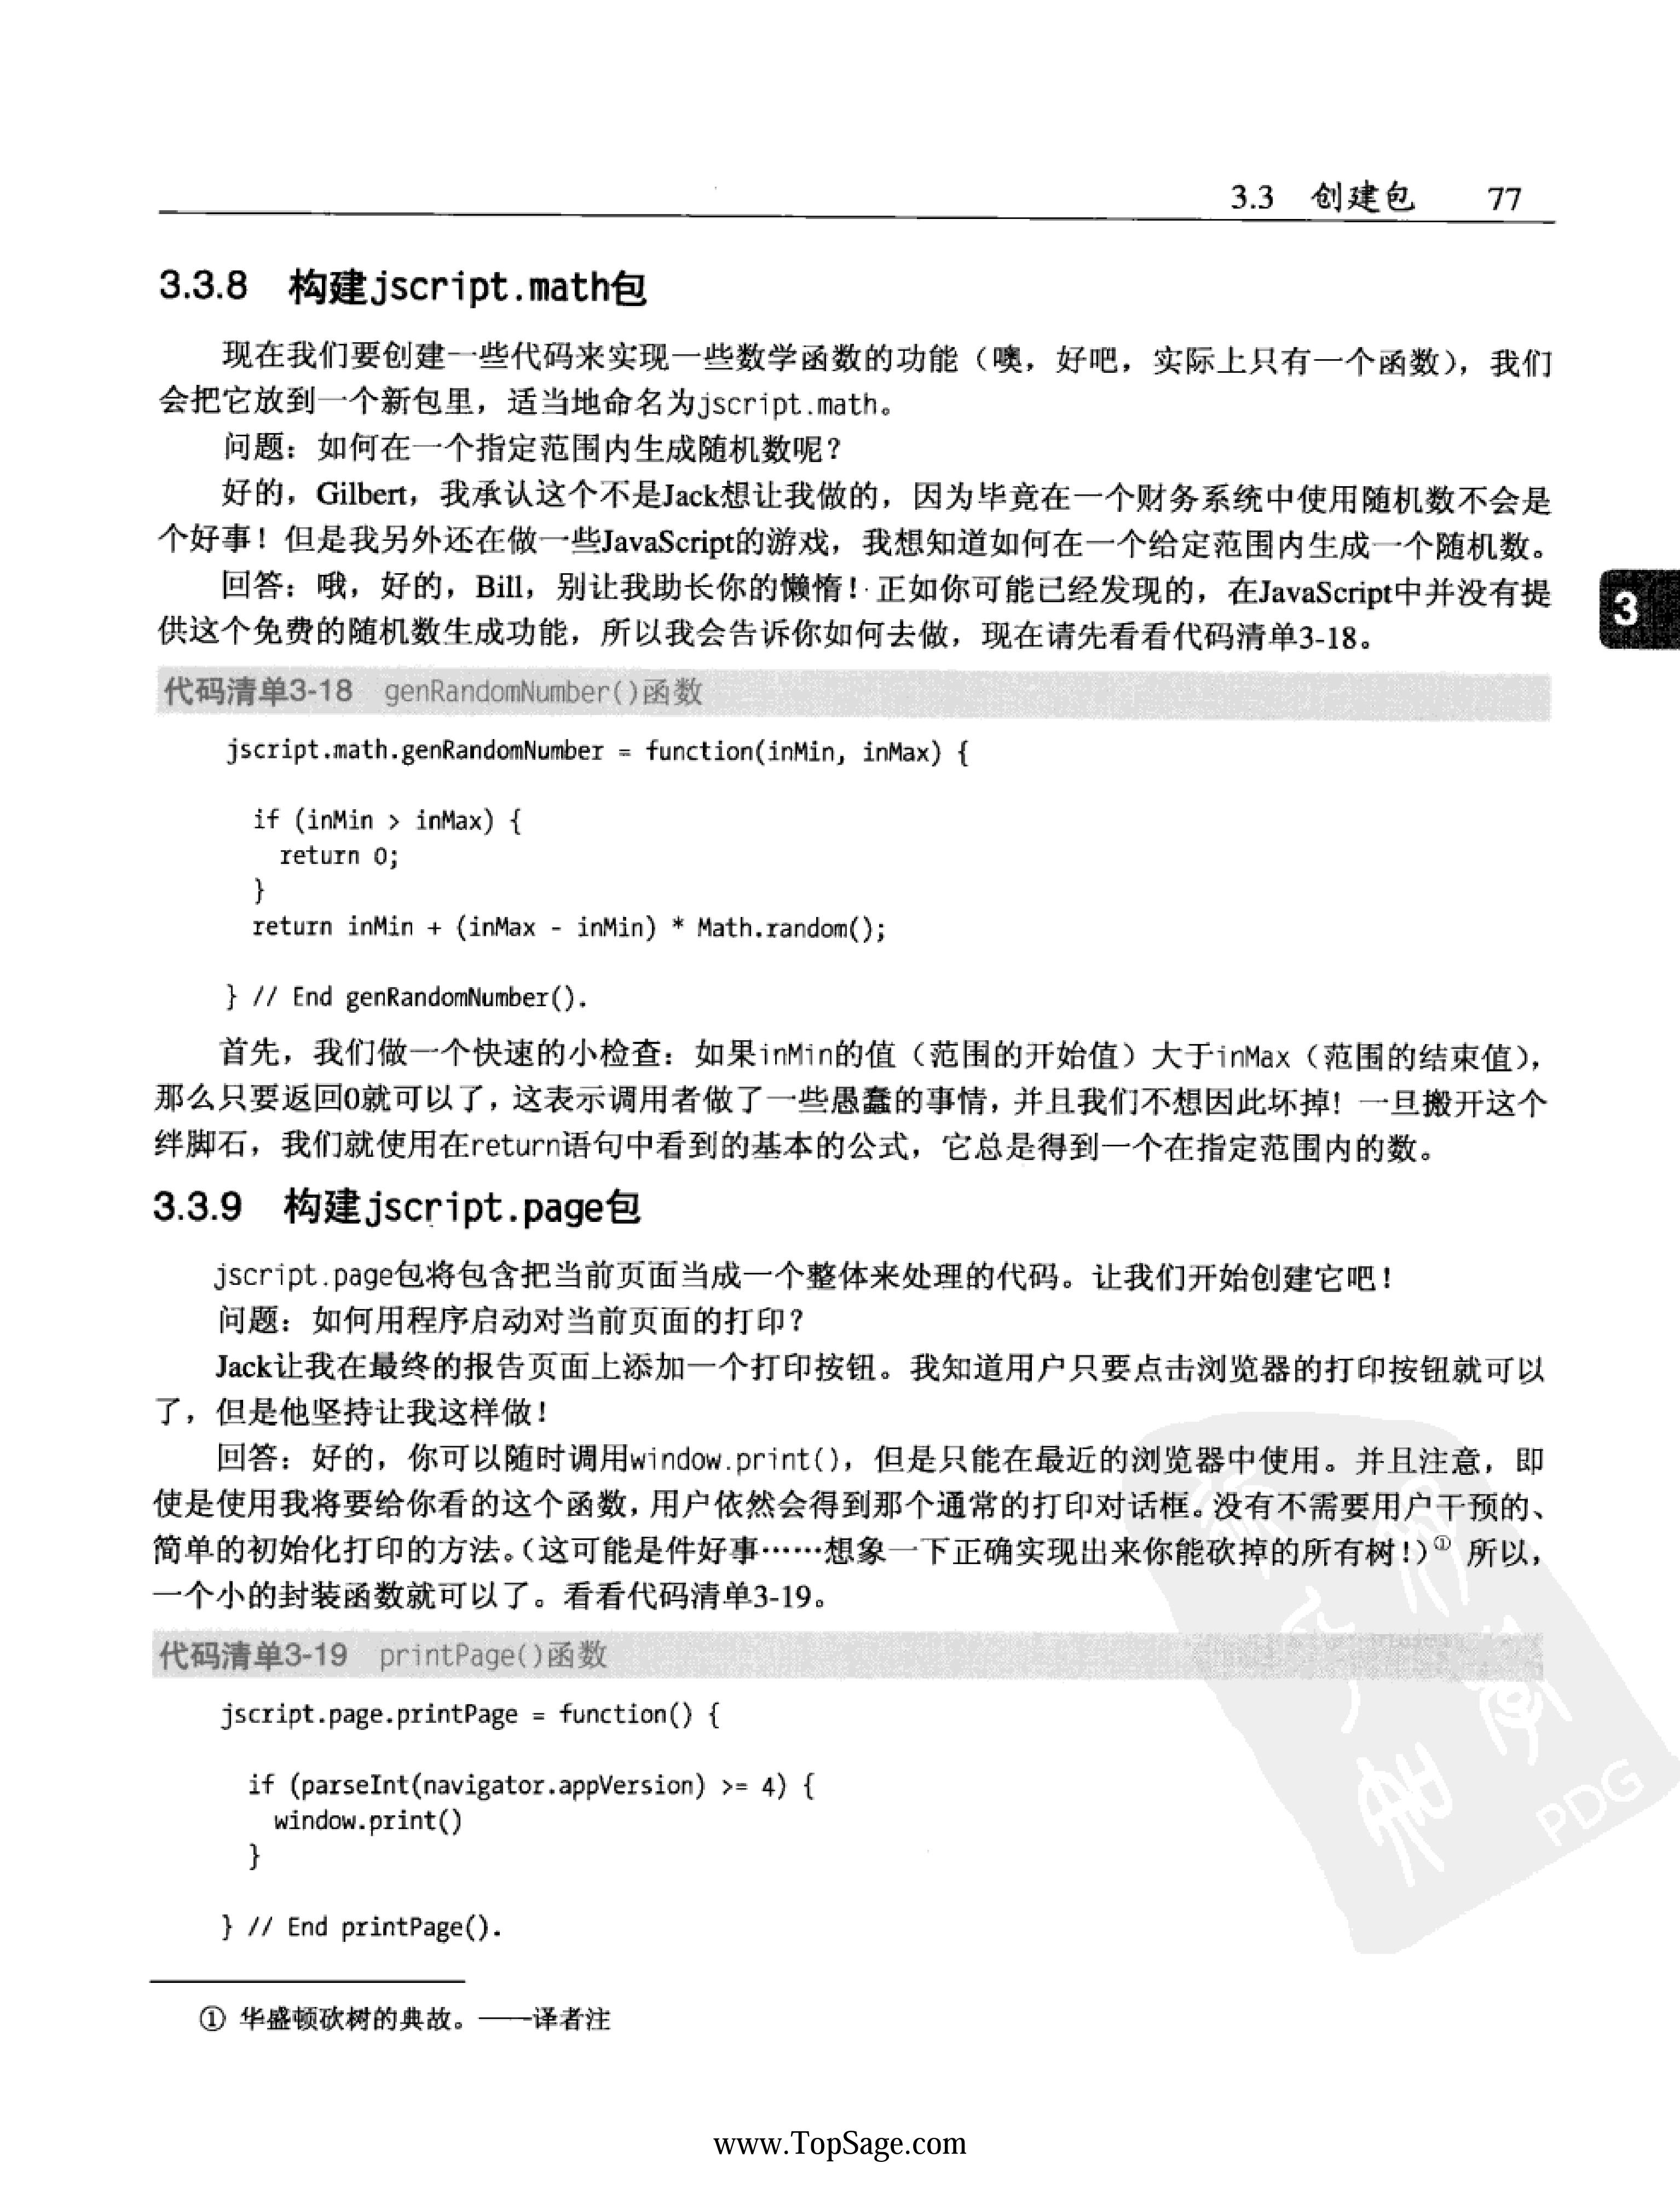 3.3 创建包 77
3.3.8 构建jscript.math包
现在我们要创建一些代码来实现一些数学函数的功能（噢，好吧，实际上只有一个函数），我们
会把它放到一个新包里，适当地命名为jscript.math。
问题：如何在一个指定范围内生成随机数呢？
好的，Gilbert，我承认这个不是Jack想让我做的，因为毕竟在一个财务系统中使用随机数不会是
个好事！但是我另外还在做一些JavaScript的游戏，我想知道如何在一个给定范围内生成一个随机数。
回答：哦，好的，Bill，别让我助长你的懒惰！正如你可能已经发现的，在JavaScript中并没有提
供这个免费的随机数生成功能，所以我会告诉你如何去做，现在请先看看代码清单3-18。
3
代码清单3-18 genRandomNumber()函数
jscript.math.genRandomNumber = function(inMin, inMax) {
if (inMin > inMax) {
return 0;
}
return inMin + (inMax - inMin) * Math.random();
} // End genRandomNumber().
首先，我们做一个快速的小检查：如果inMin的值（范围的开始值）大于inMax（范围的结束值），
那么只要返回0就可以了，这表示调用者做了一些愚蠢的事情，并且我们不想因此坏掉！一旦搬开这个
绊脚石，我们就使用在return语句中看到的基本的公式，它总是得到一个在指定范围内的数。
3.3.9 构建jscript.page包
jscript.page包将包含把当前页面当成一个整体来处理的代码。让我们开始创建它吧！
问题：如何用程序启动对当前页面的打印？
Jack让我在最终的报告页面上添加一个打印按钮。我知道用户只要点击浏览器的打印按钮就可以
了，但是他坚持让我这样做！
回答：好的，你可以随时调用window.print()，但是只能在最近的浏览器中使用。并且注意，即
使是使用我将要给你看的这个函数，用户依然会得到那个通常的打印对话框。没有不需要用户干预的、
简单的初始化打印的方法。（这可能是件好事……想象一下正确实现出来你能砍掉的所有树！）① 所以，
一个小的封装函数就可以了。看看代码清单3-19。
代码清单3-19 printPage()函数
jscript.page.printPage = function() {
if (parseInt(navigator.appVersion) >= 4) {
window.print()
}
} // End printPage().
PDG
① 华盛顿砍树的典故。——译者注
www.TopSage.com